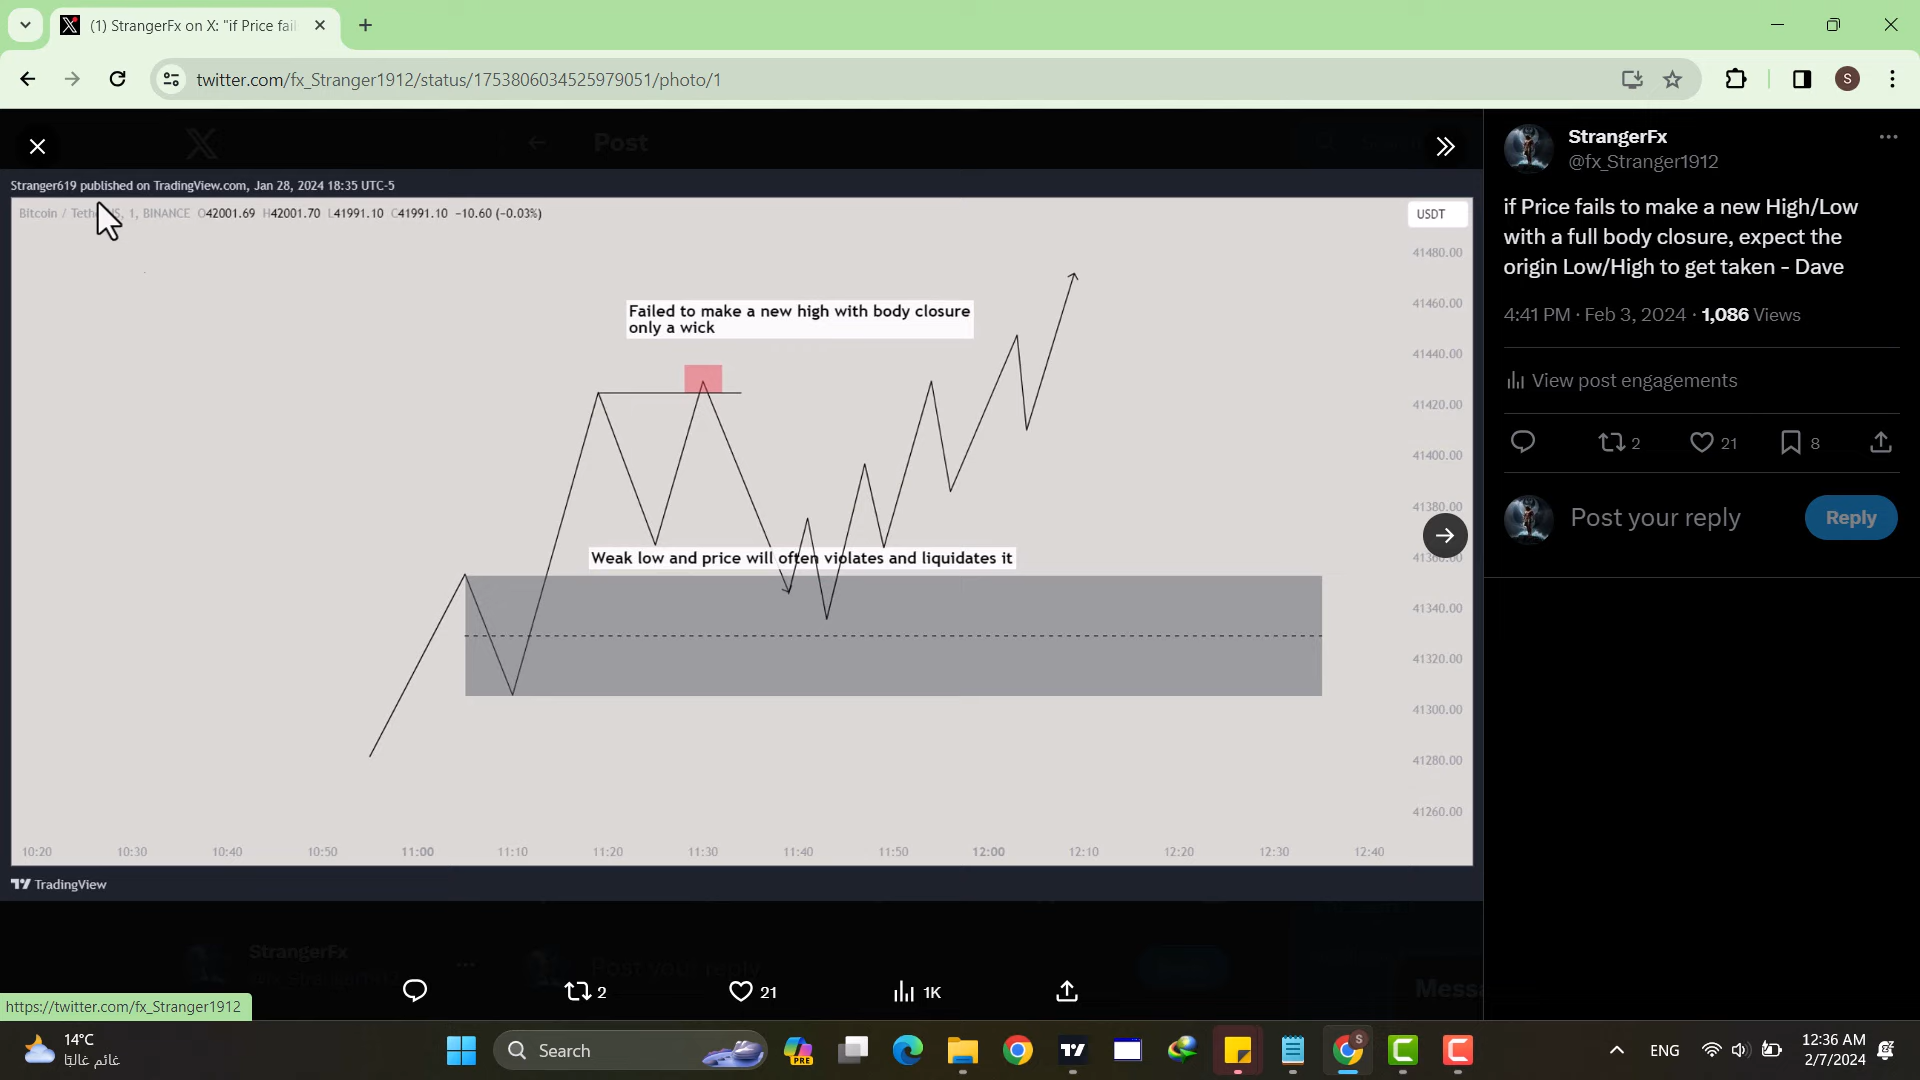 (1) StrangerFx on X: "if Price fai
twitter.com/fx_Stranger1912/status/1753806034525979051/photo/1
S
Post
StrangerFx
@fx_Stranger1912
if Price fails to make a new High/Low
with a full body closure, expect the
origin Low/High to get taken - Dave
4:41 PM · Feb 3, 2024 · 1,086 Views
View post engagements
2 21 8
Post your reply Reply
Stranger619 published on TradingView.com, Jan 28, 2024 18:35 UTC-5
Bitcoin / 1, BINANCE O42001.69 H42001.70 L41991.10 C41991.10 −10.60 (−0.03%)
USDT
41480.00
41460.00
41440.00
41420.00
41400.00
41380.00
41340.00
41320.00
41300.00
41280.00
41260.00
Failed to make a new high with body closure
only a wick
Weak low and price will often violates and liquidates it
10:20 10:30 10:40 10:50 11:00 11:10 11:20 11:30 11:40 11:50 12:00 12:10 12:20 12:30 12:40
TradingView
StrangerFx
Post your reply
2 21 1K
https://twitter.com/fx_Stranger1912
14°C
غائم غالبًا
Search
PRE
ENG
12:36 AM
2/7/2024